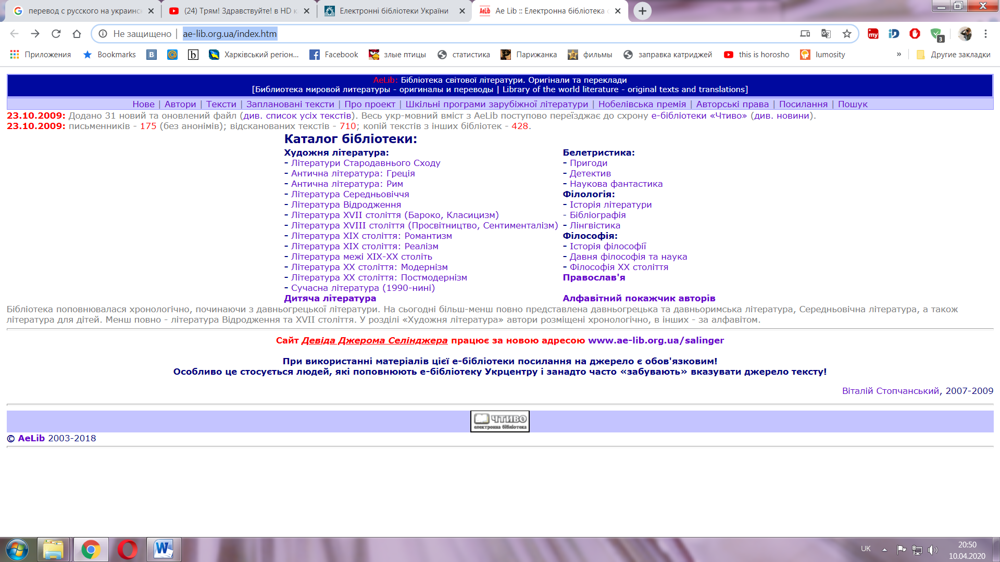 перевод с русского на украинс
(24) Трям! Здравствуйте! в HD к
Електронні бібліотеки України
AeLib Ae Lib :: Електронна бібліотека с
Не защищено | ae-lib.org.ua/index.htm
my
3
Приложения Bookmarks B @ b Харківський регіон... Facebook злые птицы статистика Парижанка фильмы заправка катриджей this is horosho lumosity » Другие закладки
AeLib: Бібліотека світової літератури. Оригінали та переклади
[Библиотека мировой литературы - оригиналы и переводы | Library of the world literature - original texts and translations]
Нове | Автори | Тексти | Заплановані тексти | Про проект | Шкільні програми зарубіжної літератури | Нобелівська премія | Авторські права | Посилання | Пошук
23.10.2009: Додано 31 новий та оновлений файл (див. список усіх текстів). Весь укр-мовний вміст з AeLib поступово переїзджає до схрону е-бібліотеки «Чтиво» (див. новини).
23.10.2009: письменників - 175 (без анонімів); відсканованих текстів - 710; копій текстів з інших бібліотек - 428.
Каталог бібліотеки:
Художня література:
- Літератури Стародавнього Сходу
- Антична література: Греція
- Антична література: Рим
- Література Середньовіччя
- Література Відродження
- Література XVII століття (Бароко, Класицизм)
- Література XVIII століття (Просвітництво, Сентименталізм)
- Література XIX століття: Романтизм
- Література XIX століття: Реалізм
- Література межі XIX-XX століть
- Література XX століття: Модернізм
- Література XX століття: Постмодернізм
- Сучасна література (1990-нині)
Дитяча література
Белетристика:
- Пригоди
- Детектив
- Наукова фантастика
Філологія:
- Історія літератури
- Бібліографія
- Лінгвістика
Філософія:
- Історія філософії
- Давня філософія та наука
- Філософія XX століття
Православ'я
Алфавітний покажчик авторів
Бібліотека поповнювалася хронологічно, починаючи з давньогрецької літератури. На сьогодні більш-менш повно представлена давньогрецька та давньоримська література, Середньовічна література, а також
література для дітей. Менш повно - література Відродження та XVII століття. У розділі «Художня література» автори розміщені хронологічно, в інших - за алфавітом.
Сайт Девіда Джерома Селінджера працює за новою адресою www.ae-lib.org.ua/salinger
При використанні матеріалів цієї е-бібліотеки посилання на джерело є обов'язковим!
Особливо це стосується людей, які поповнюють е-бібліотеку Укрцентру і занадто часто «забувають» вказувати джерело тексту!
Віталій Стопчанський, 2007-2009
ЧТИВО
електронна бібліотека
© AeLib 2003-2018
UK
20:50
10.04.2020